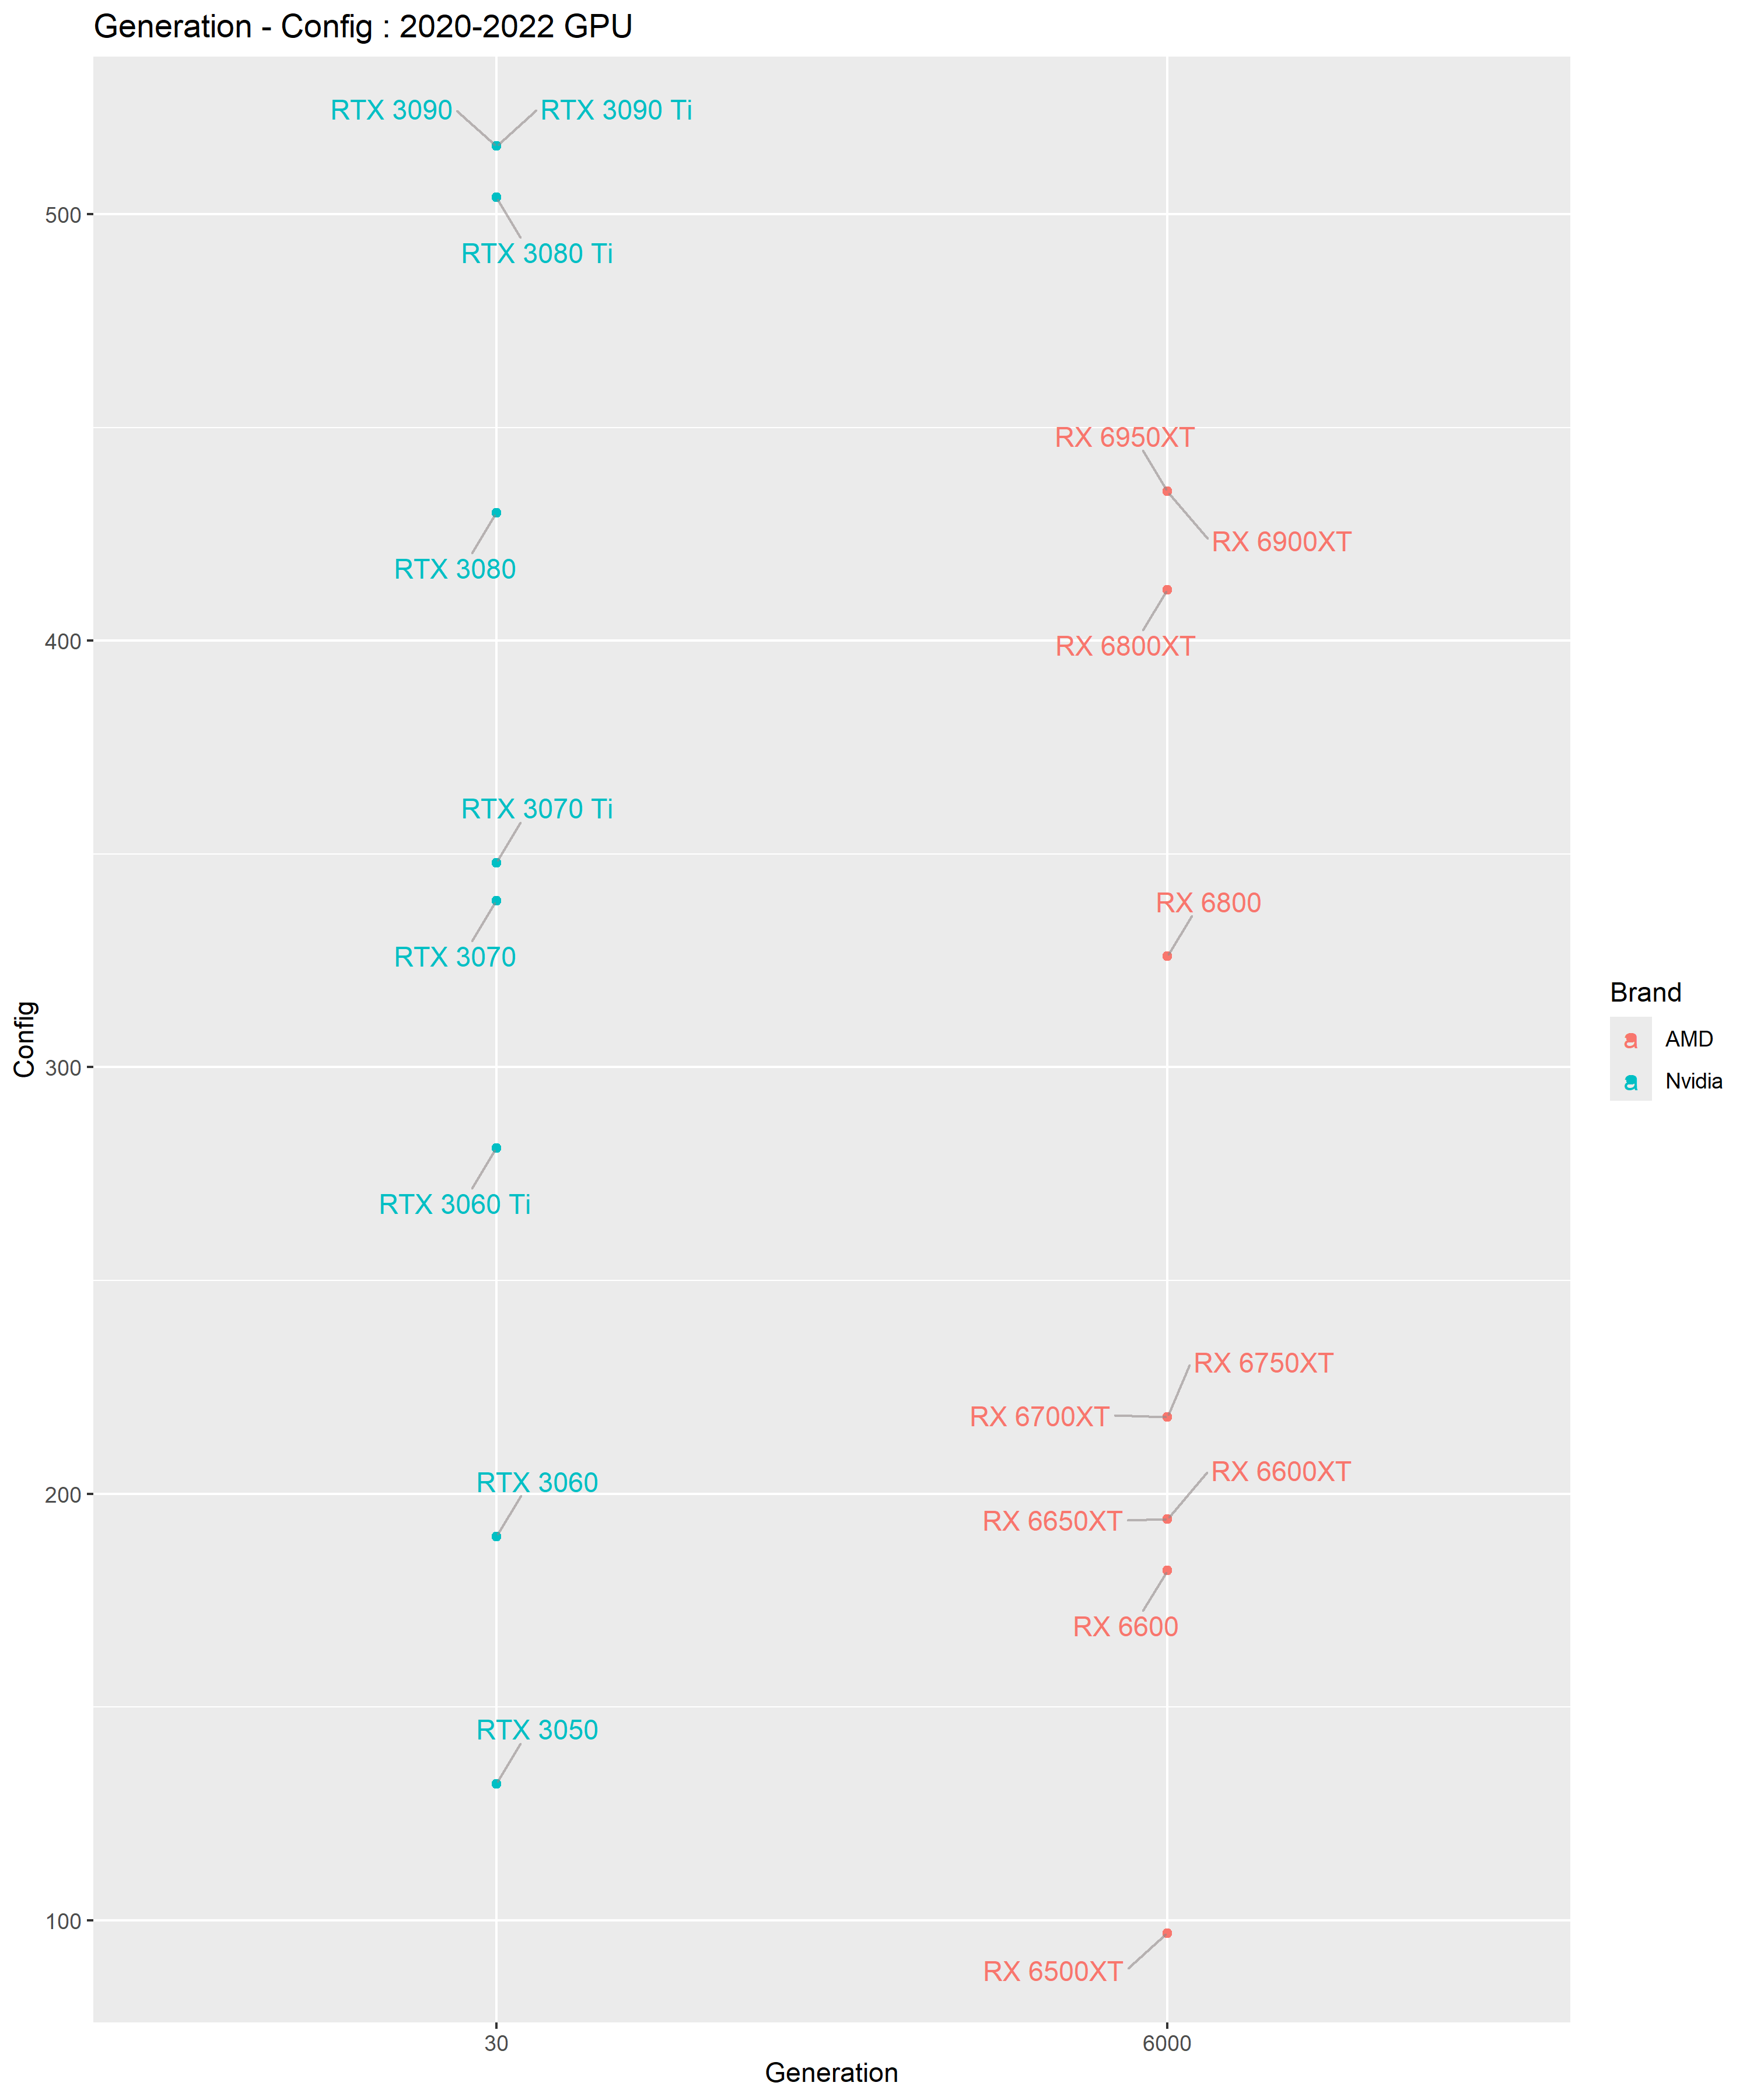 Generation - Config : 2020-2022 GPU
RTX 3090
RTX 3090 Ti
500
RTX 3080 Ti
RX 6950XT
RX 6900XT
RTX 3080
400
RX 6800XT
RTX 3070 Ti
RX 6800
RTX 3070
Brand
AMD
Nvidia
a
a
Config
300
RTX 3060 Ti
RX 6750XT
RX 6700XT
RX 6600XT
RTX 3060
200
RX 6650XT
RX 6600
RTX 3050
100
RX 6500XT
30
6000
Generation